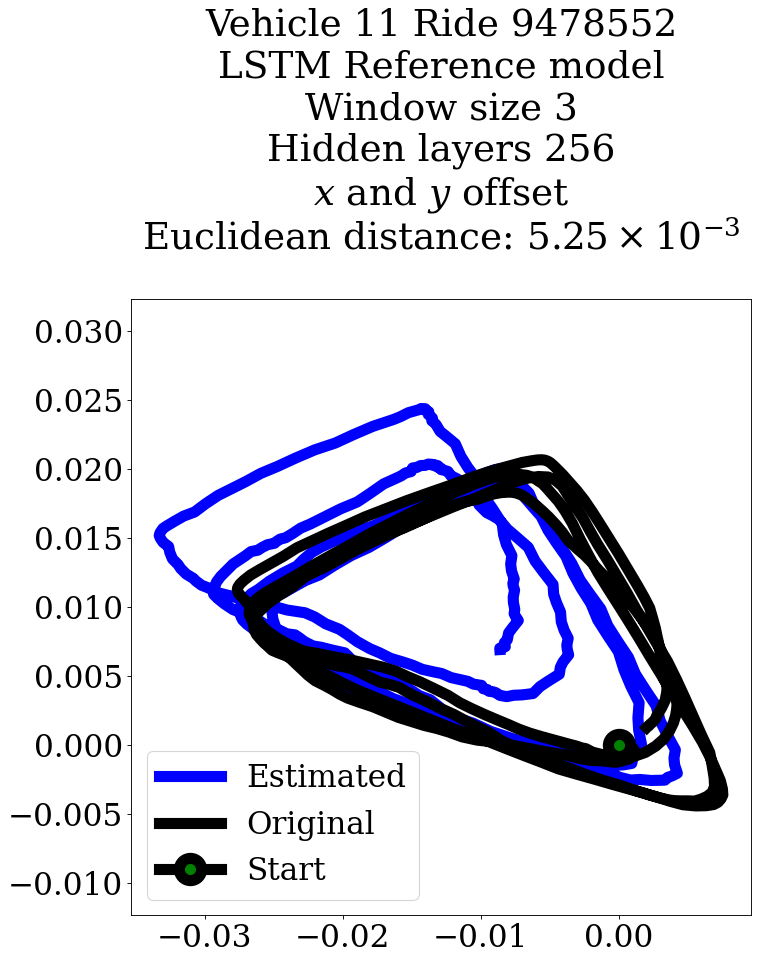 Vehicle 11 Ride 9478552
LSTM Reference model
Window size 3
Hidden layers 256
x and y offset
Euclidean distance: 5.25 × 10⁻³
0.030
0.025
0.020
0.015
0.010
0.005
0.000
−0.005
−0.010
Estimated
Original
Start
−0.03
−0.02
−0.01
0.00